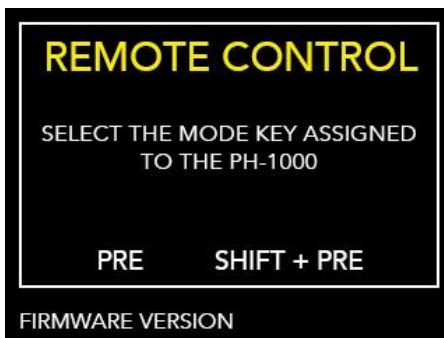 REMOTE CONTROL
SELECT THE MODE KEY ASSIGNED
TO THE PH-1000
PRE SHIFT + PRE
FIRMWARE VERSION